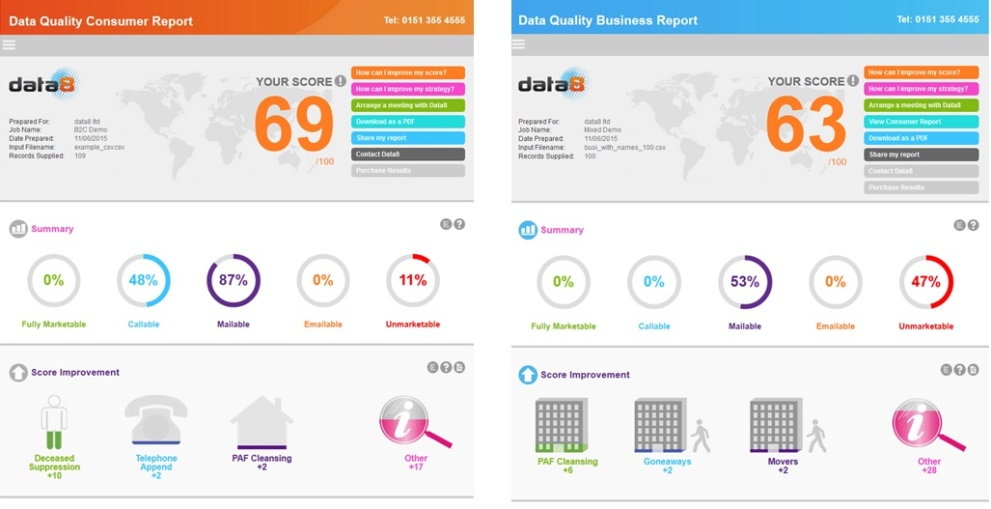 Data Quality Consumer Report
Tel: 0151 355 4555
data8
YOUR SCORE !
69
/100
Prepared For: data8 ltd
Job Name: B2C Demo
Date Prepared: 11/06/2015
Input Filename: example_csv.csv
Records Supplied: 109
How can I improve my score?
How can I improve my strategy?
Arrange a meeting with Data8
Download as a PDF
Share my report
Contact Data8
Purchase Results
Summary
E ?
0% 48% 87% 0% 11%
Fully Marketable Callable Mailable Emailable Unmarketable
Score Improvement
E ?
i
Deceased Suppression +10
Telephone Append +2
PAF Cleansing +2
Other +17
Data Quality Business Report
Tel: 0151 355 4555
data8
YOUR SCORE !
63
/100
Prepared For: data8 ltd
Job Name: Mixed Demo
Date Prepared: 11/06/2015
Input Filename: busi_with_names_100.csv
Records Supplied: 100
How can I improve my score?
How can I improve my strategy?
Arrange a meeting with Data8
View Consumer Report
Download as a PDF
Share my report
Contact Data8
Purchase Results
Summary
E ?
0% 0% 53% 0% 47%
Fully Marketable Callable Mailable Emailable Unmarketable
Score Improvement
E ?
i
PAF Cleansing +6
Goneaways +2
Movers +2
Other +28